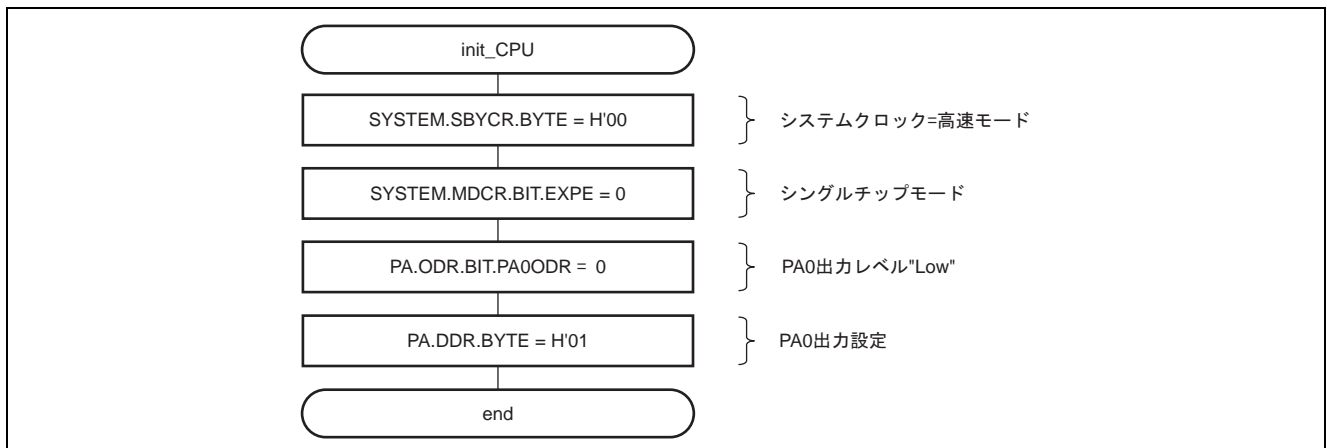 init_CPU
SYSTEM.SBYCR.BYTE = H'00
システムクロック=高速モード
SYSTEM.MDCR.BIT.EXPE = 0
シングルチップモード
PA.ODR.BIT.PA0ODR = 0
PA0出力レベル"Low"
PA.DDR.BYTE = H'01
PA0出力設定
end